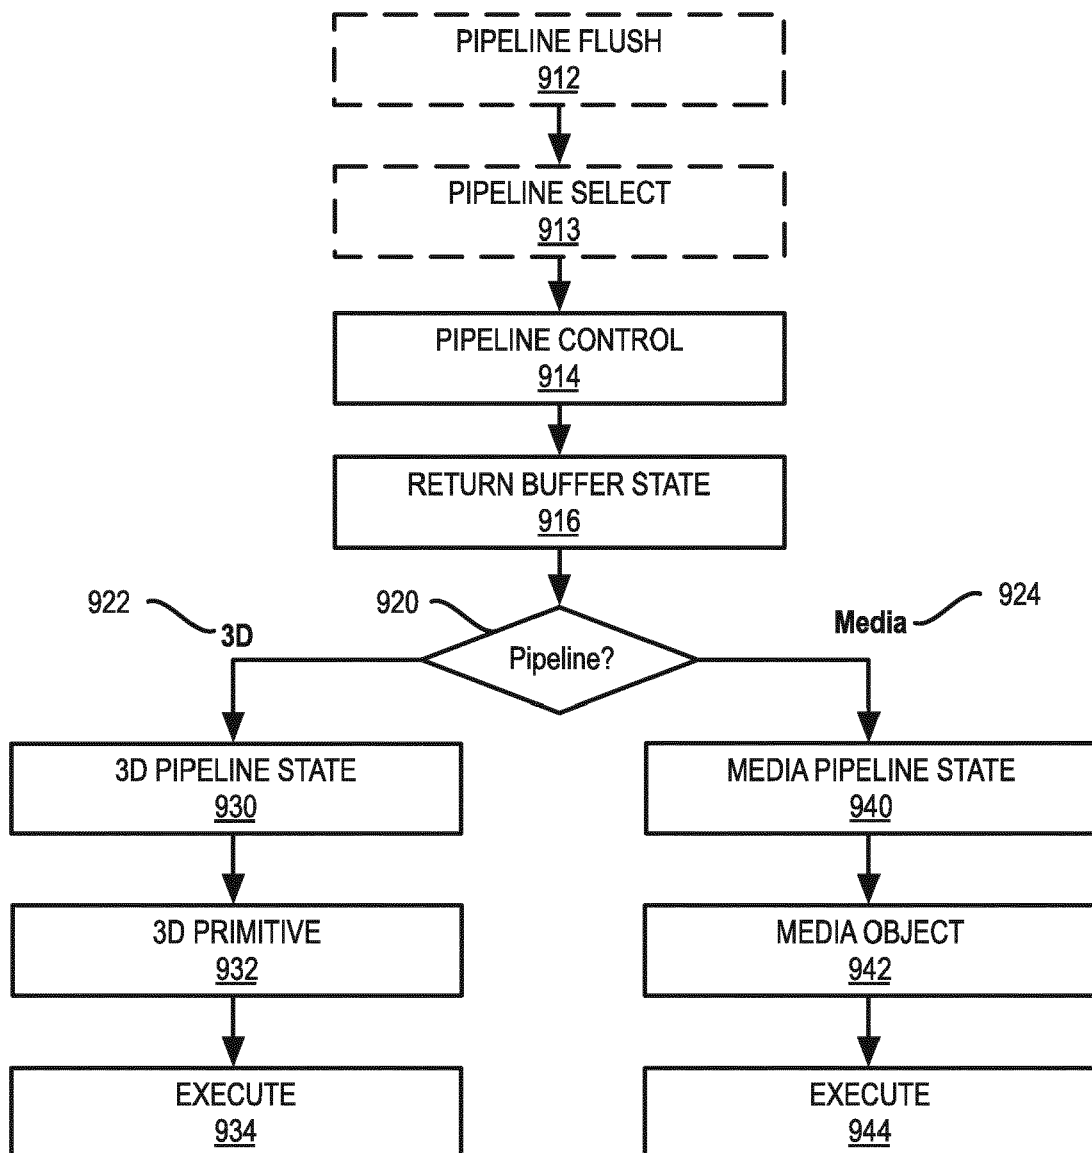 PIPELINE FLUSH
912
PIPELINE SELECT
913
PIPELINE CONTROL
914
RETURN BUFFER STATE
916
922
3D
920
Pipeline?
Media
924
3D PIPELINE STATE
930
MEDIA PIPELINE STATE
940
3D PRIMITIVE
932
MEDIA OBJECT
942
EXECUTE
934
EXECUTE
944